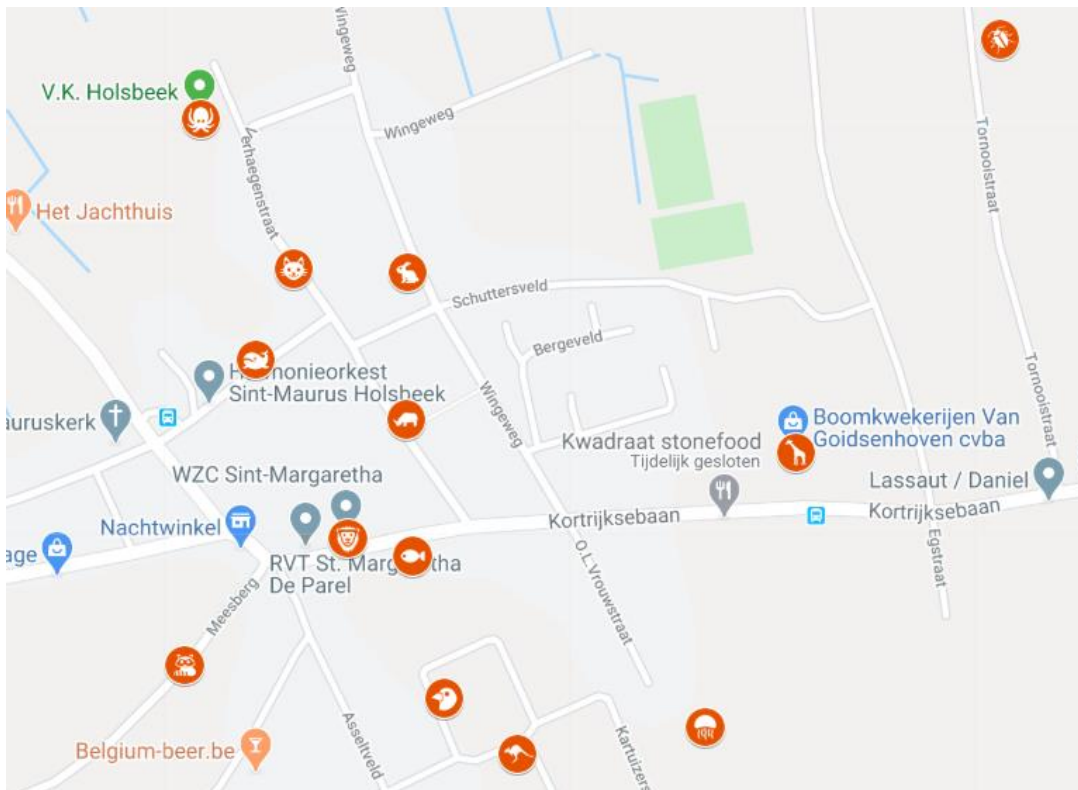 Wingeweg
V.K. Holsbeek
Wingeweg
Tornooistraat
Verhaegenstraat
Het Jachthuis
Schuttersveld
Bergeveld
Harmonieorkest
Sint-Maurus Holsbeek
Tornooistraat
Wingeweg
auruskerk
Boomkwekerijen Van
Goidsenhoven cvba
Kwadraat stonefood
Tijdelijk gesloten
WZC Sint-Margaretha
Lassaut / Daniel
Kortrijksebaan
Kortrijksebaan
Nachtwinkel
age
RVT St. Margaretha
De Parel
Egstraat
O.L.Vrouwstraat
Meesberg
Asseltveld
Kartuizers
Belgium-beer.be